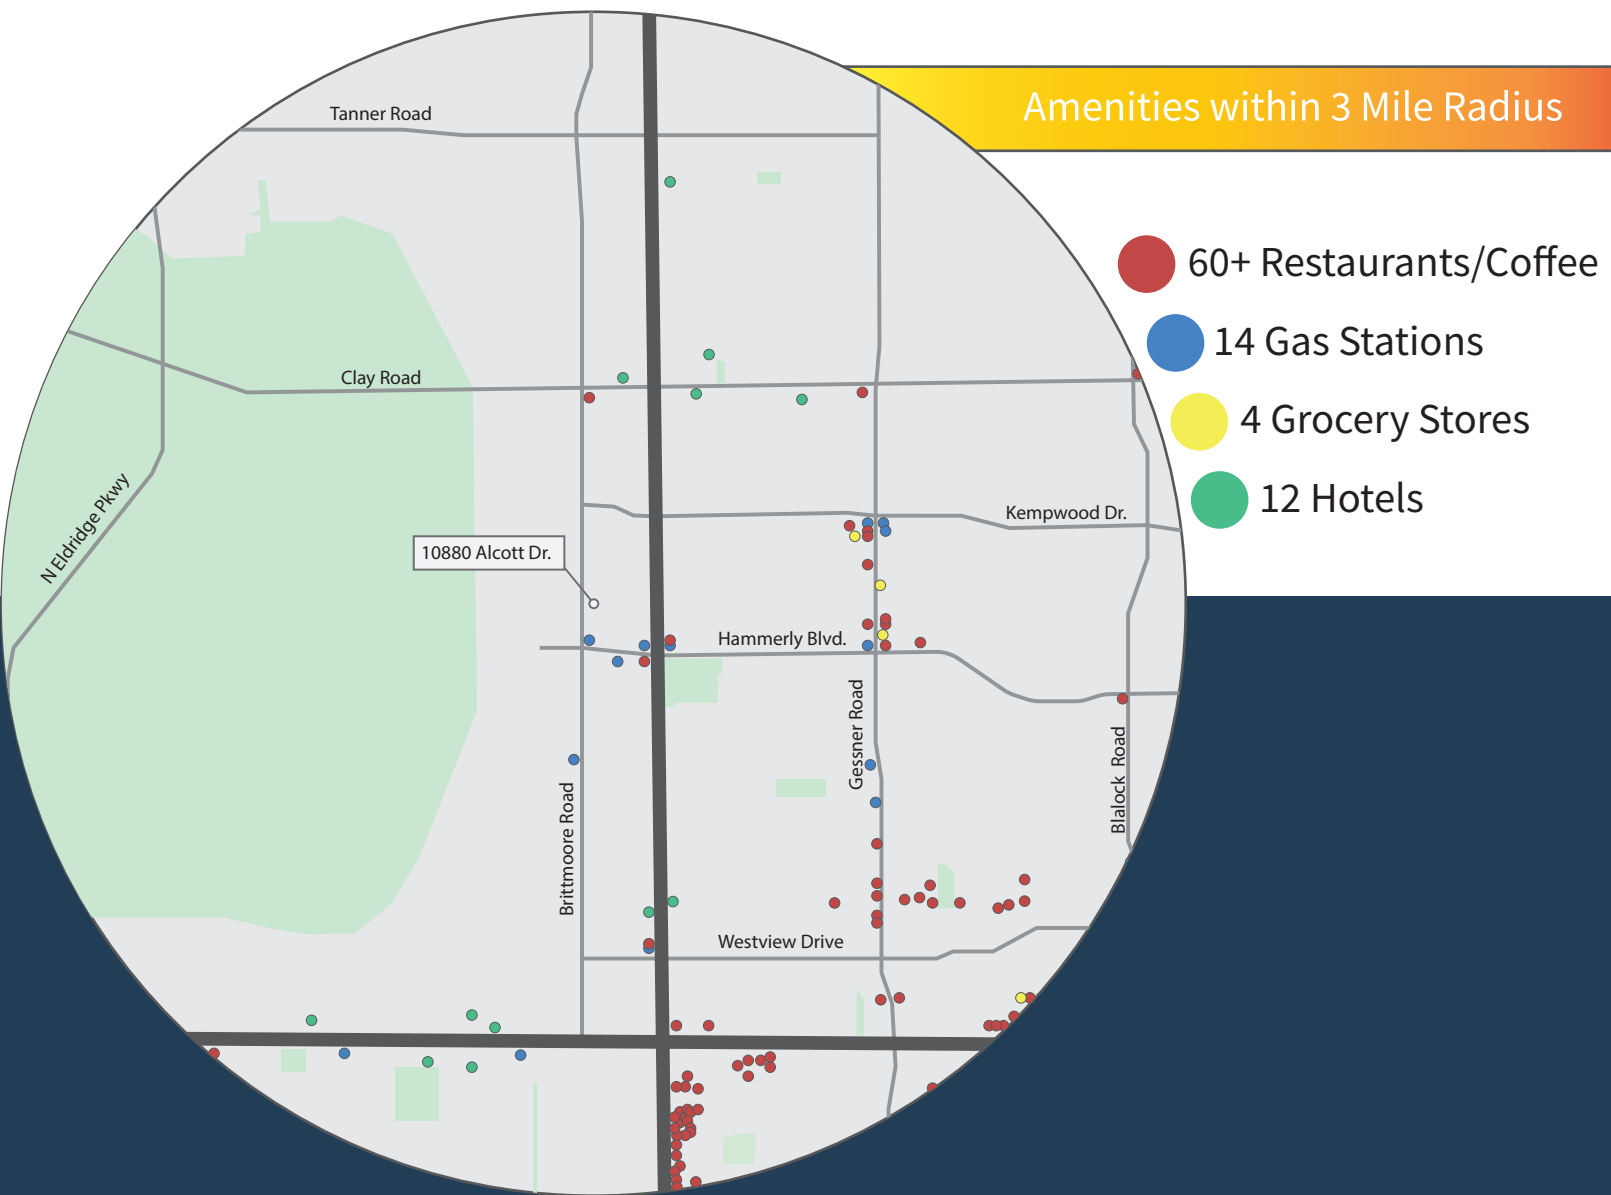 Amenities within 3 Mile Radius
Tanner Road
60+ Restaurants/Coffee
14 Gas Stations
Clay Road
4 Grocery Stores
12 Hotels
N Eldridge Pkwy
Kempwood Dr.
10880 Alcott Dr.
Hammerly Blvd.
Gessner Road
Blalock Road
Brittmoore Road
Westview Drive